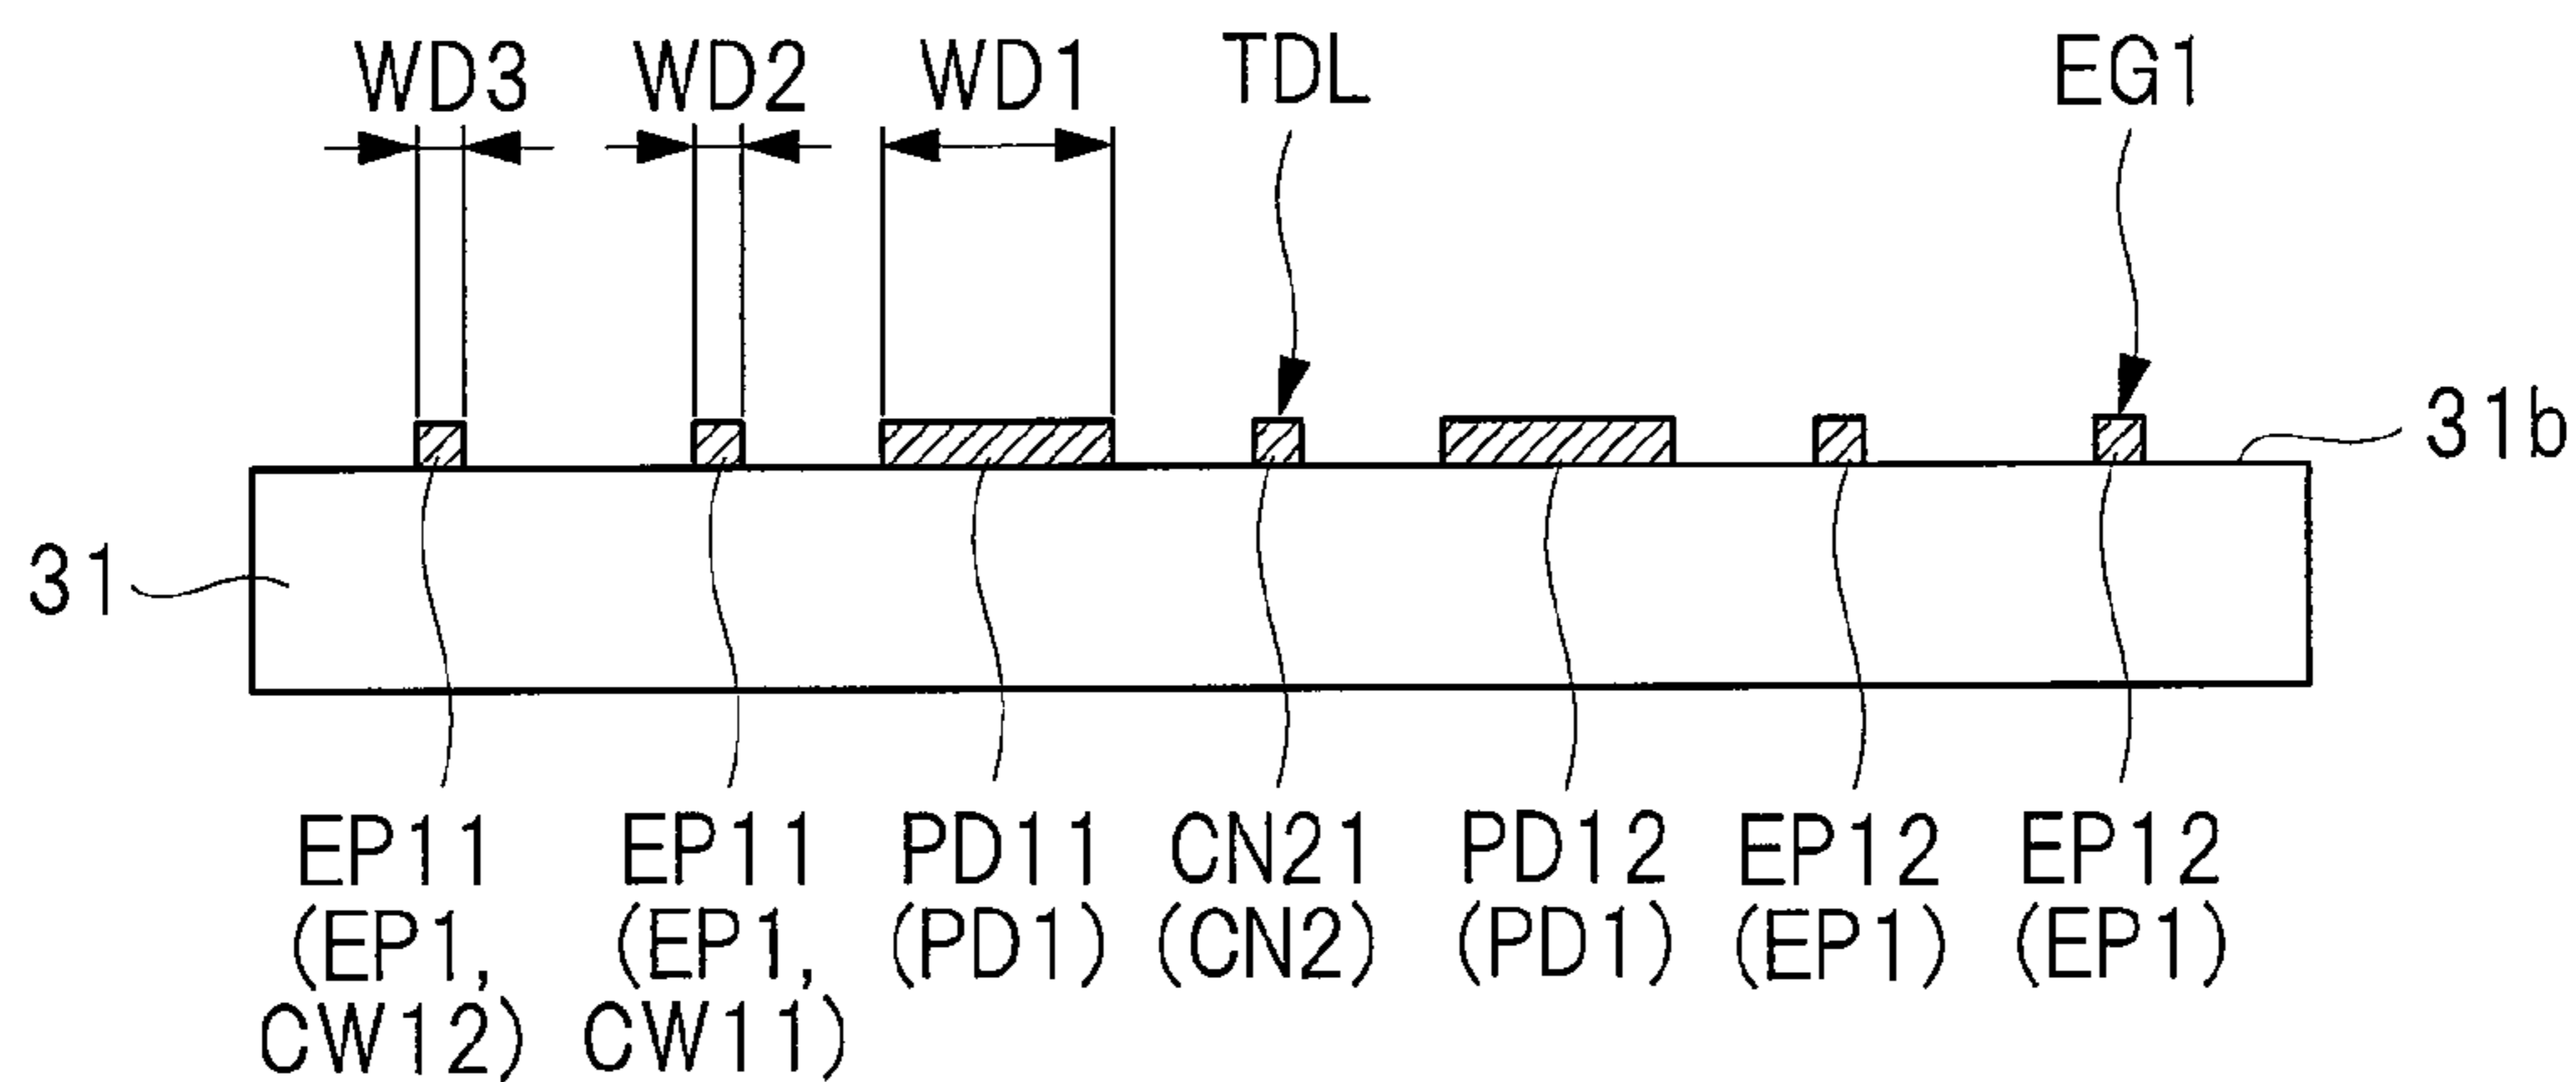 WD3 WD2 WD1 TDL EG1
31b
31
EP11 EP11 PD11 CN21 PD12 EP12 EP12
(EP1, (EP1, (PD1) (CN2) (PD1) (EP1) (EP1)
CW12) CW11)